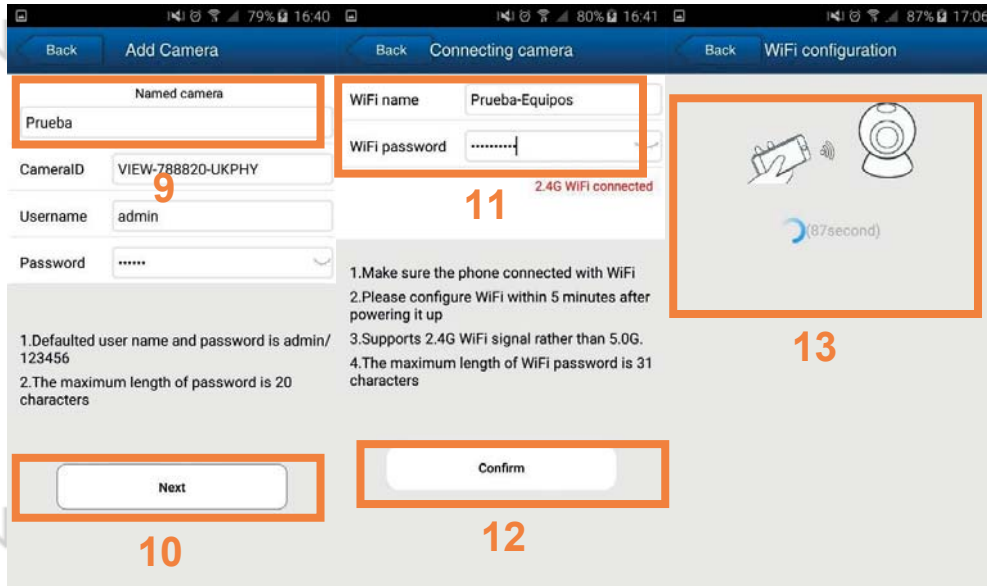 79% 16:40
Back Add Camera
Named camera
Prueba
CameraID VIEW-788820-UKPHY
9
Username admin
Password ••••••
1.Defaulted user name and password is admin/
123456
2.The maximum length of password is 20
characters
Next
10
80% 16:41
Back Connecting camera
WiFi name Prueba-Equipos
WiFi password ••••••••••
2.4G WiFi connected
11
1.Make sure the phone connected with WiFi
2.Please configure WiFi within 5 minutes after
powering it up
3.Supports 2.4G WiFi signal rather than 5.0G.
4.The maximum length of WiFi password is 31
characters
Confirm
12
87% 17:06
Back WiFi configuration
(87second)
13